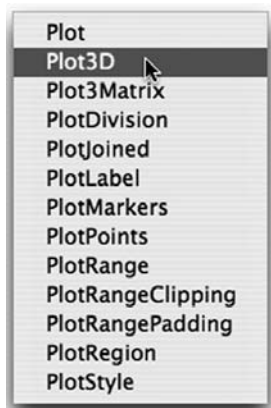 Plot
Plot3D
Plot3Matrix
PlotDivision
PlotJoined
PlotLabel
PlotMarkers
PlotPoints
PlotRange
PlotRangeClipping
PlotRangePadding
PlotRegion
PlotStyle